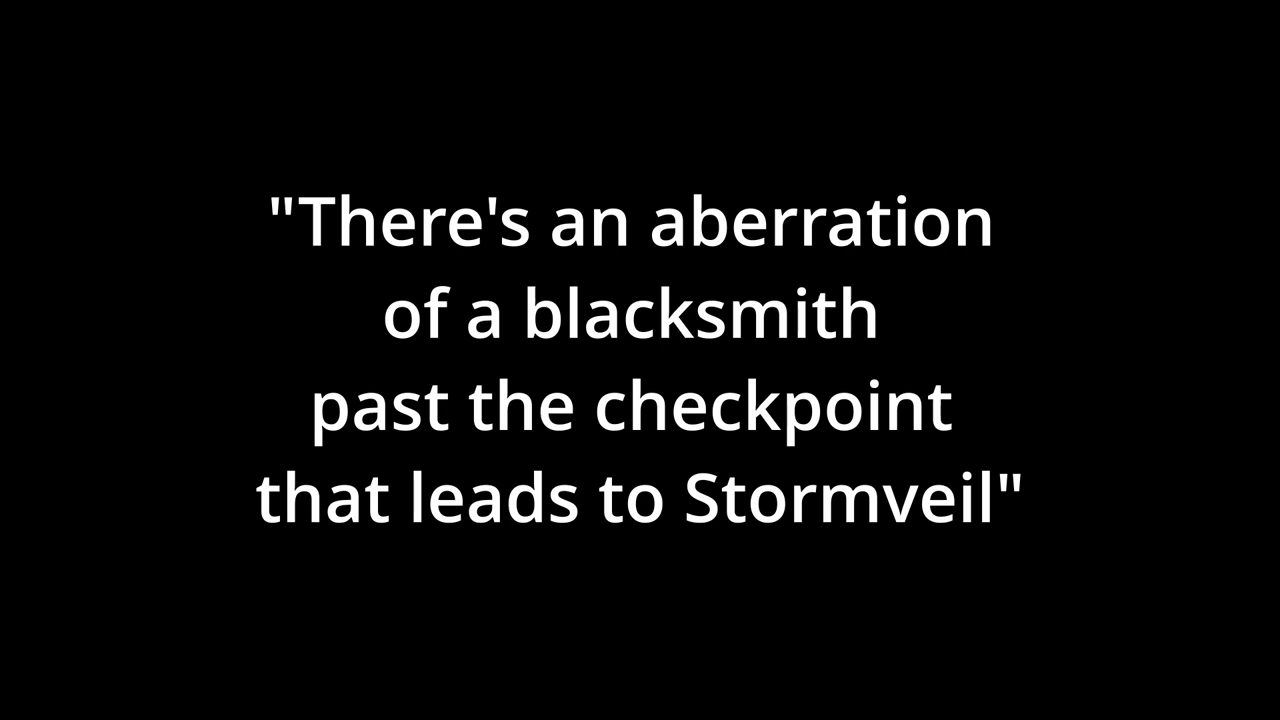 "There's an aberration
of a blacksmith
past the checkpoint
that leads to Stormveil"